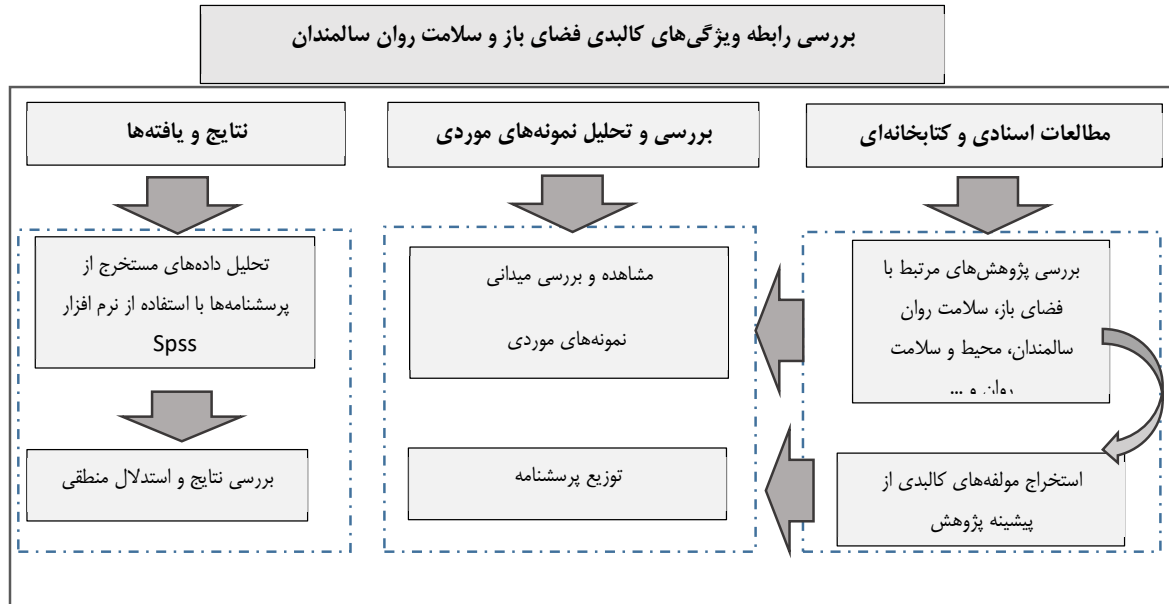 بررسی رابطه ویژگی‌های کالبدی فضای باز و سلامت روان سالمندان
مطالعات اسنادی و کتابخانه‌ای
بررسی پژوهش‌های مرتبط با
فضای باز، سلامت روان
سالمندان، محیط و سلامت
روان و ...
استخراج مولفه‌های کالبدی از
پیشینه پژوهش
بررسی و تحلیل نمونه‌های موردی
مشاهده و بررسی میدانی
نمونه‌های موردی
توزیع پرسشنامه
نتایج و یافته‌ها
تحلیل داده‌های مستخرج از
پرسشنامه‌ها با استفاده از نرم افزار
Spss
بررسی نتایج و استدلال منطقی